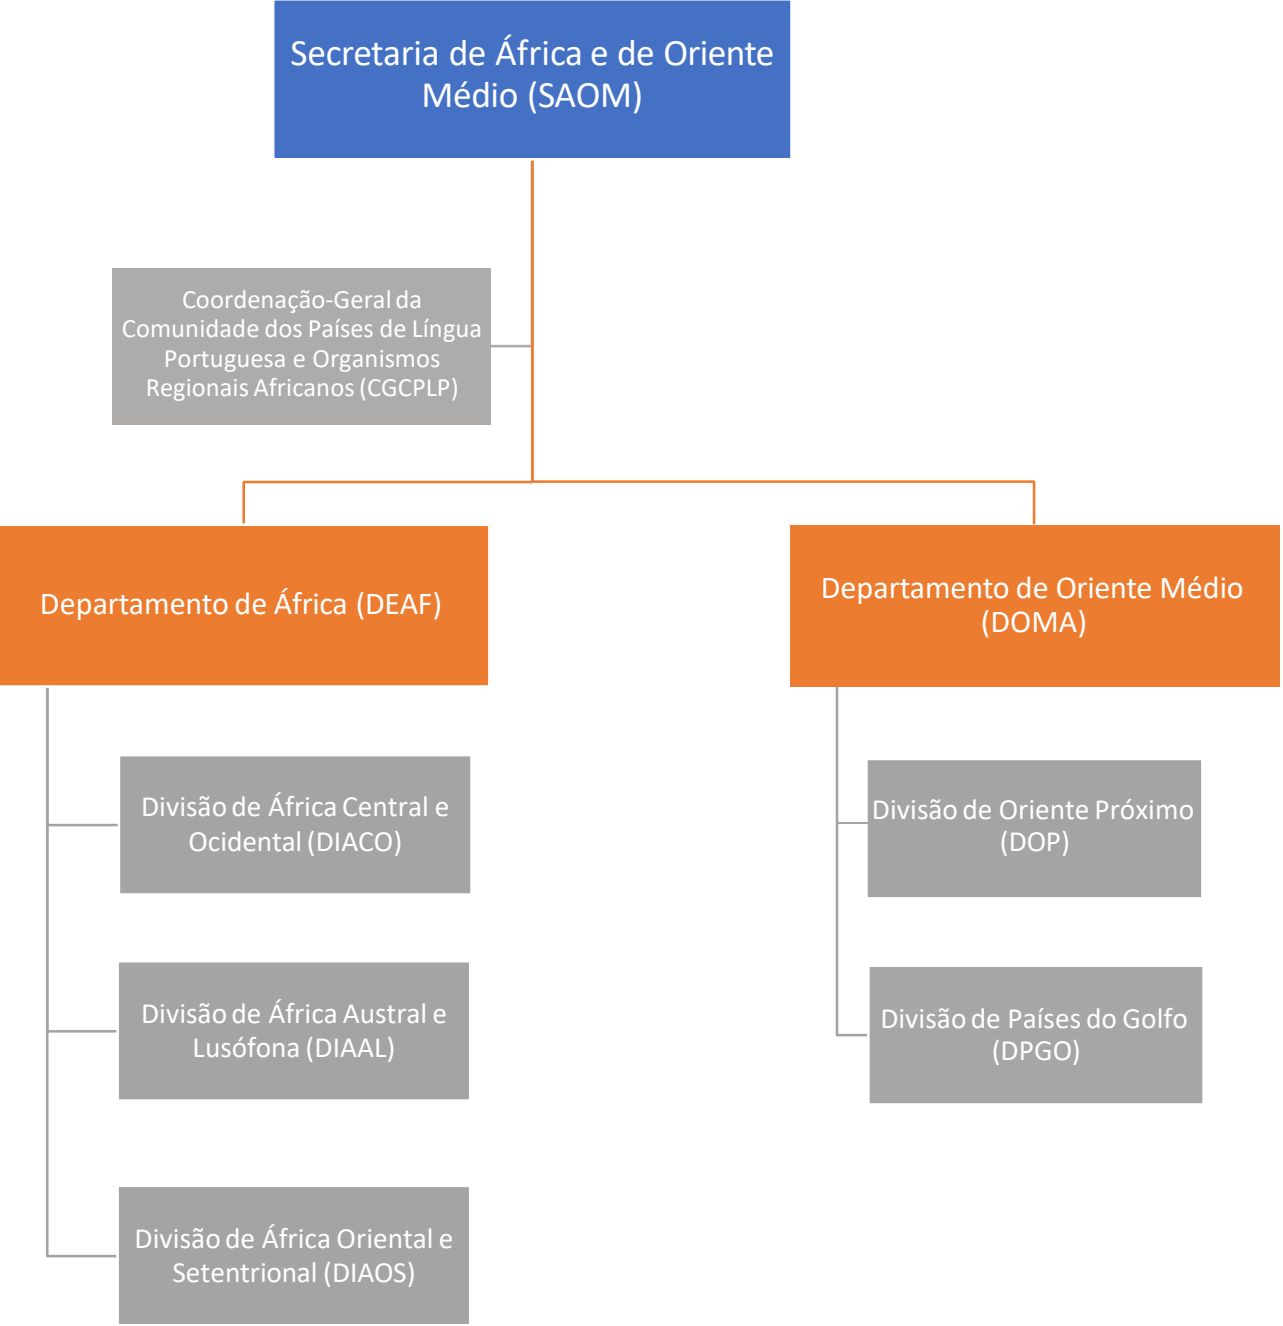 Secretaria de África e de Oriente
Médio (SAOM)
Coordenação-Geral da
Comunidade dos Países de Língua
Portuguesa e Organismos
Regionais Africanos (CGCPLP)
Departamento de África (DEAF)
Departamento de Oriente Médio
(DOMA)
Divisão de África Central e
Ocidental (DIACO)
Divisão de Oriente Próximo
(DOP)
Divisão de África Austral e
Lusófona (DIAAL)
Divisão de Países do Golfo
(DPGO)
Divisão de África Oriental e
Setentrional (DIAOS)